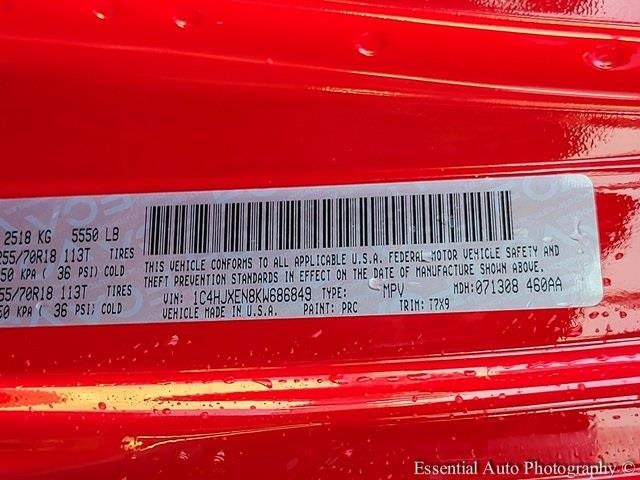 2518 KG 5550 LB
255/70R18 113T TIRES
50 KPA ( 36 PSI) COLD
55/70R18 113T TIRES
50 KPA ( 36 PSI) COLD
THIS VEHICLE CONFORMS TO ALL APPLICABLE U.S.A. FEDERAL MOTOR VEHICLE SAFETY AND
THEFT PREVENTION STANDARDS IN EFFECT ON THE DATE OF MANUFACTURE SHOWN ABOVE.
VIN: 1C4HJXEN8KW686849 TYPE: MPV MDH:071308 460AA
VEHICLE MADE IN U.S.A. PAINT: PRC TRIM: T7X9
Essential Auto Photography ©